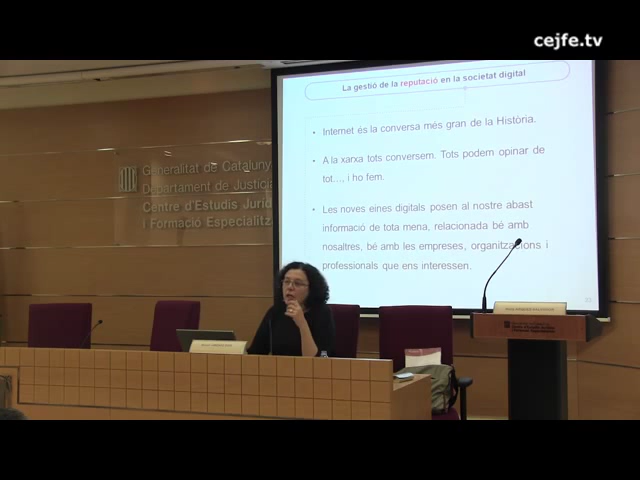 cejfe.tv
La gestió de la reputació en la societat digital
• Internet és la conversa més gran de la Història.
• A la xarxa tots conversem. Tots podem opinar de
tot…, i ho fem.
• Les noves eines digitals posen al nostre abast
informació de tota mena, relacionada bé amb
nosaltres, bé amb les empreses, organitzacions i
professionals que ens interessen.
Generalitat de Catalunya
Departament de Justícia
Centre d'Estudis Juríd
i Formació Especialitz